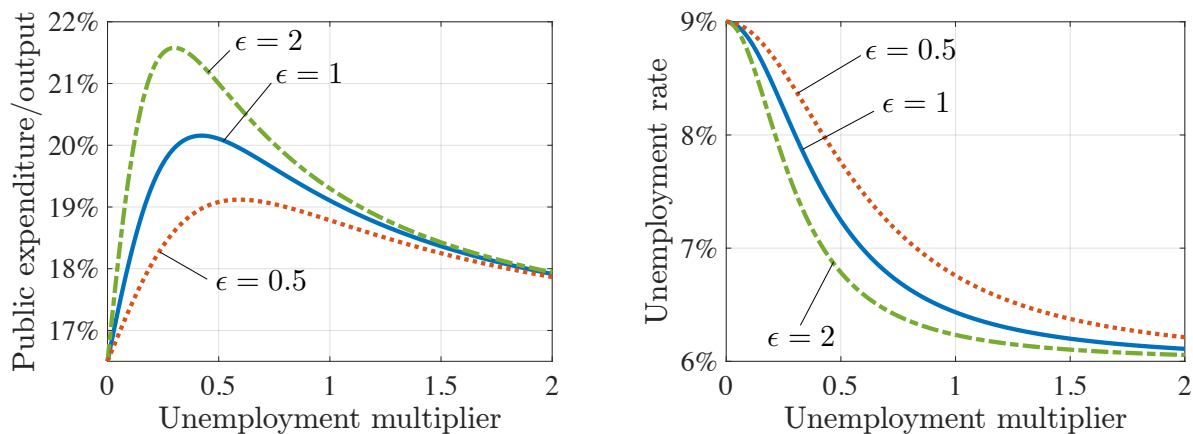 Public expenditure/output
22%
21%
20%
19%
18%
17%
ϵ = 2
ϵ = 1
ϵ = 0.5
0 0.5 1 1.5 2
Unemployment multiplier
Unemployment rate
9%
8%
7%
6%
ϵ = 0.5
ϵ = 1
ϵ = 2
0 0.5 1 1.5 2
Unemployment multiplier